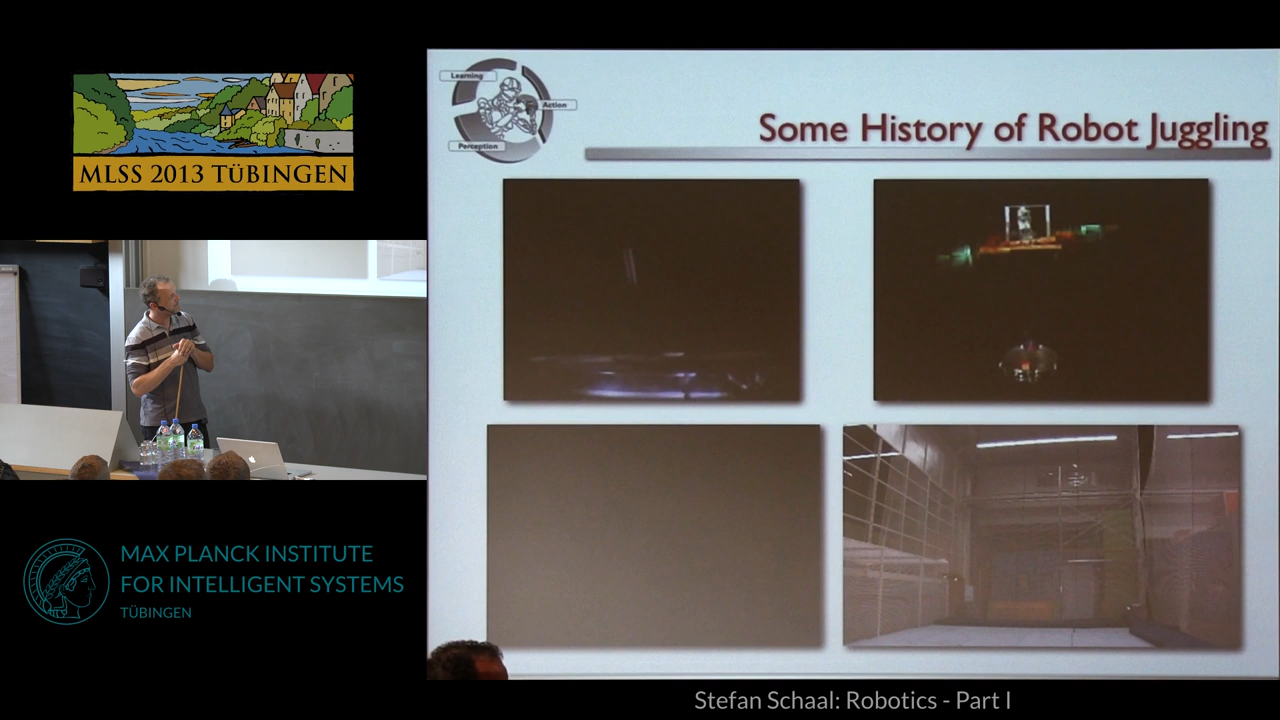 MLSS 2013 TÜBINGEN
Learning
Action
Perception
Some History of Robot Juggling
MAX PLANCK INSTITUTE
FOR INTELLIGENT SYSTEMS
TÜBINGEN
Stefan Schaal: Robotics - Part I